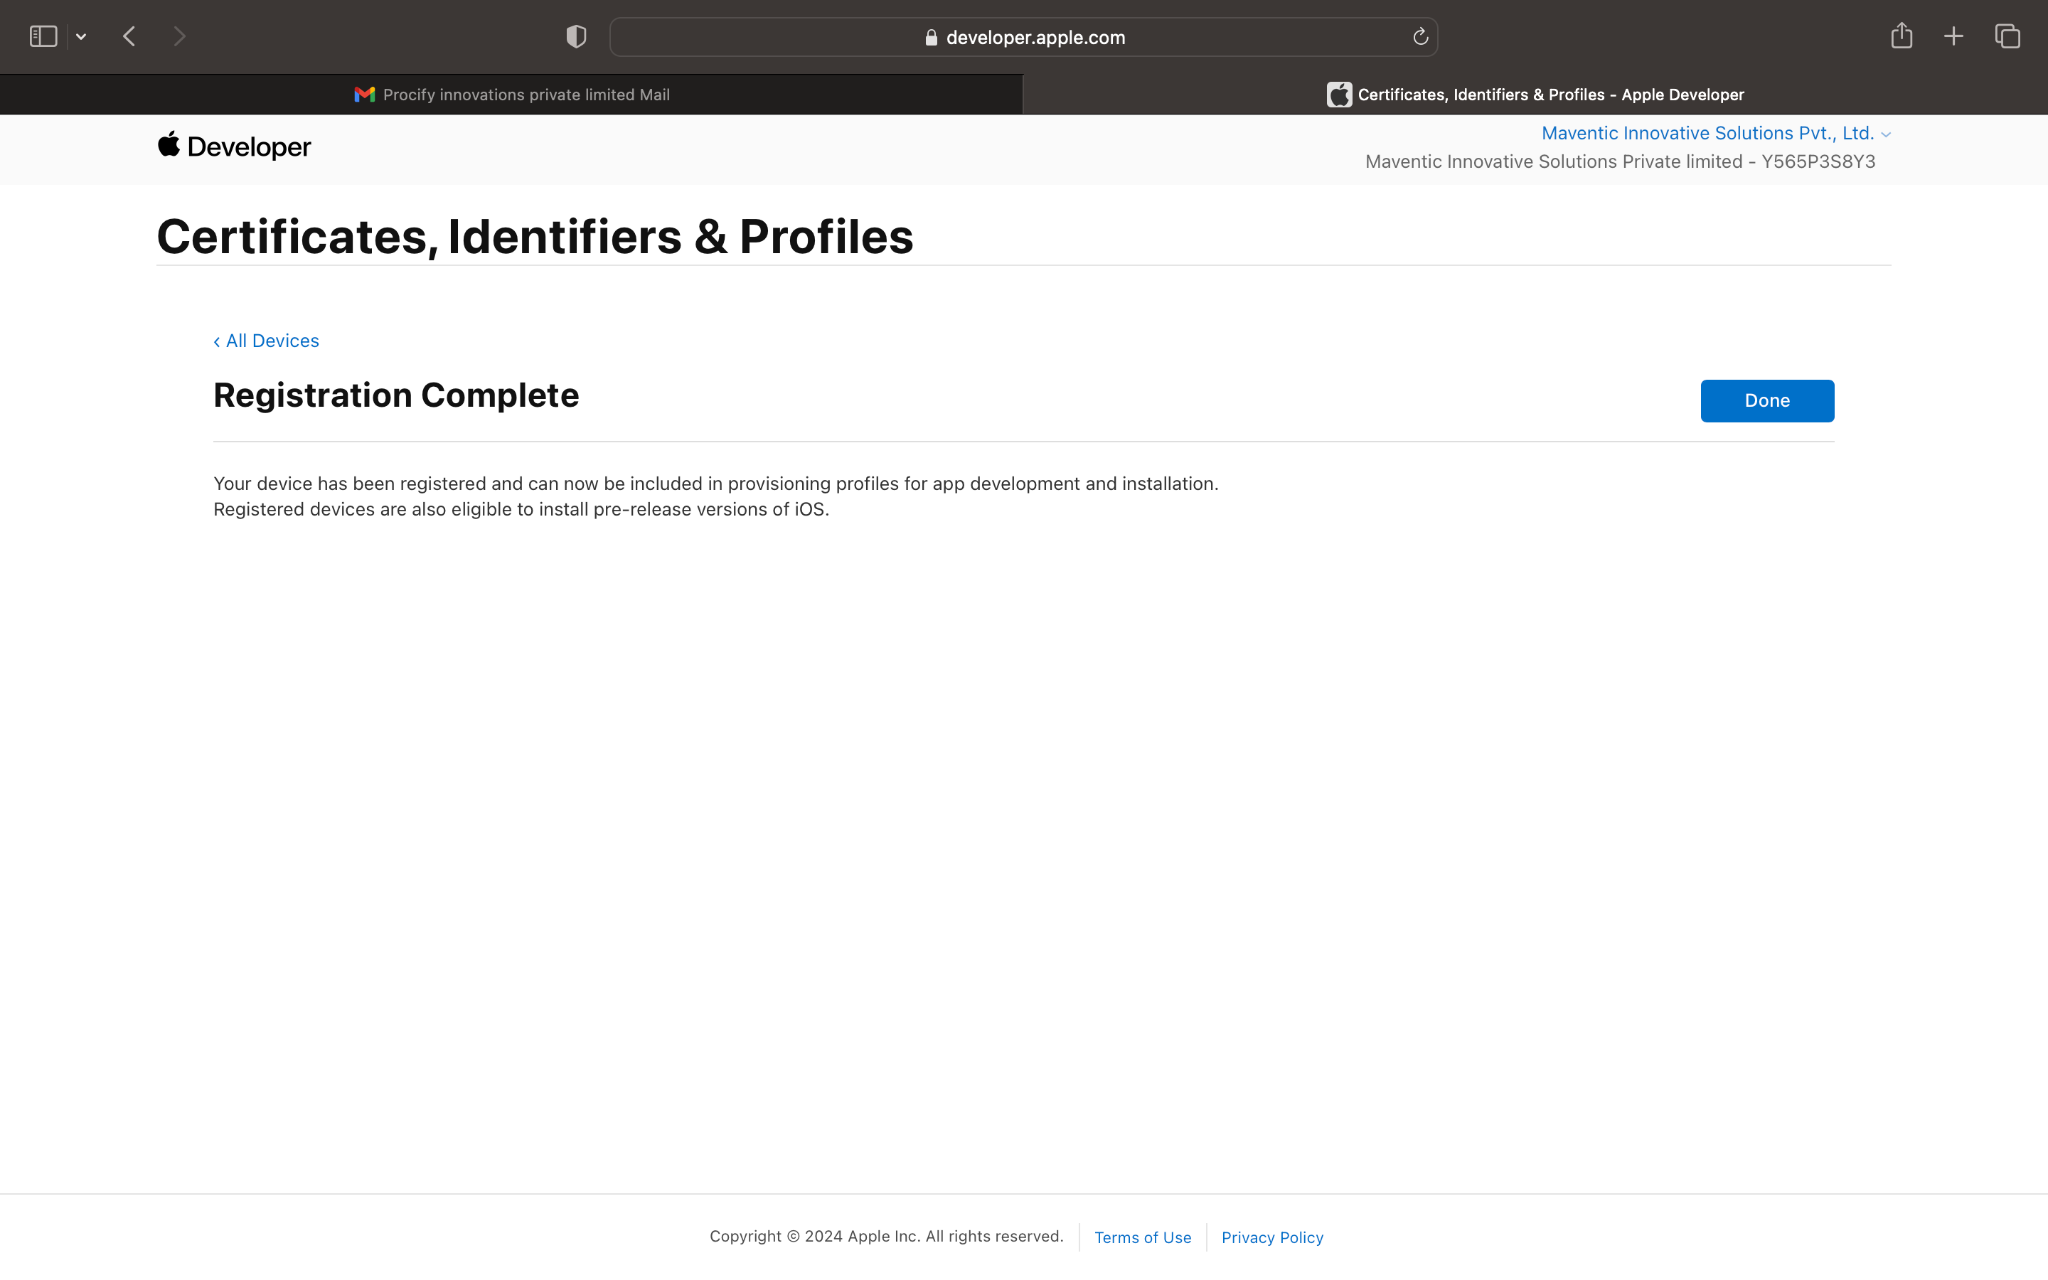 developer.apple.com
Procify innovations private limited Mail
Certificates, Identifiers & Profiles - Apple Developer
Developer
Maventic Innovative Solutions Pvt., Ltd.
Maventic Innovative Solutions Private limited - Y565P3S8Y3
Certificates, Identifiers & Profiles
‹ All Devices
Registration Complete
Done
Your device has been registered and can now be included in provisioning profiles for app development and installation.
Registered devices are also eligible to install pre-release versions of iOS.
Copyright © 2024 Apple Inc. All rights reserved.
Terms of Use
Privacy Policy